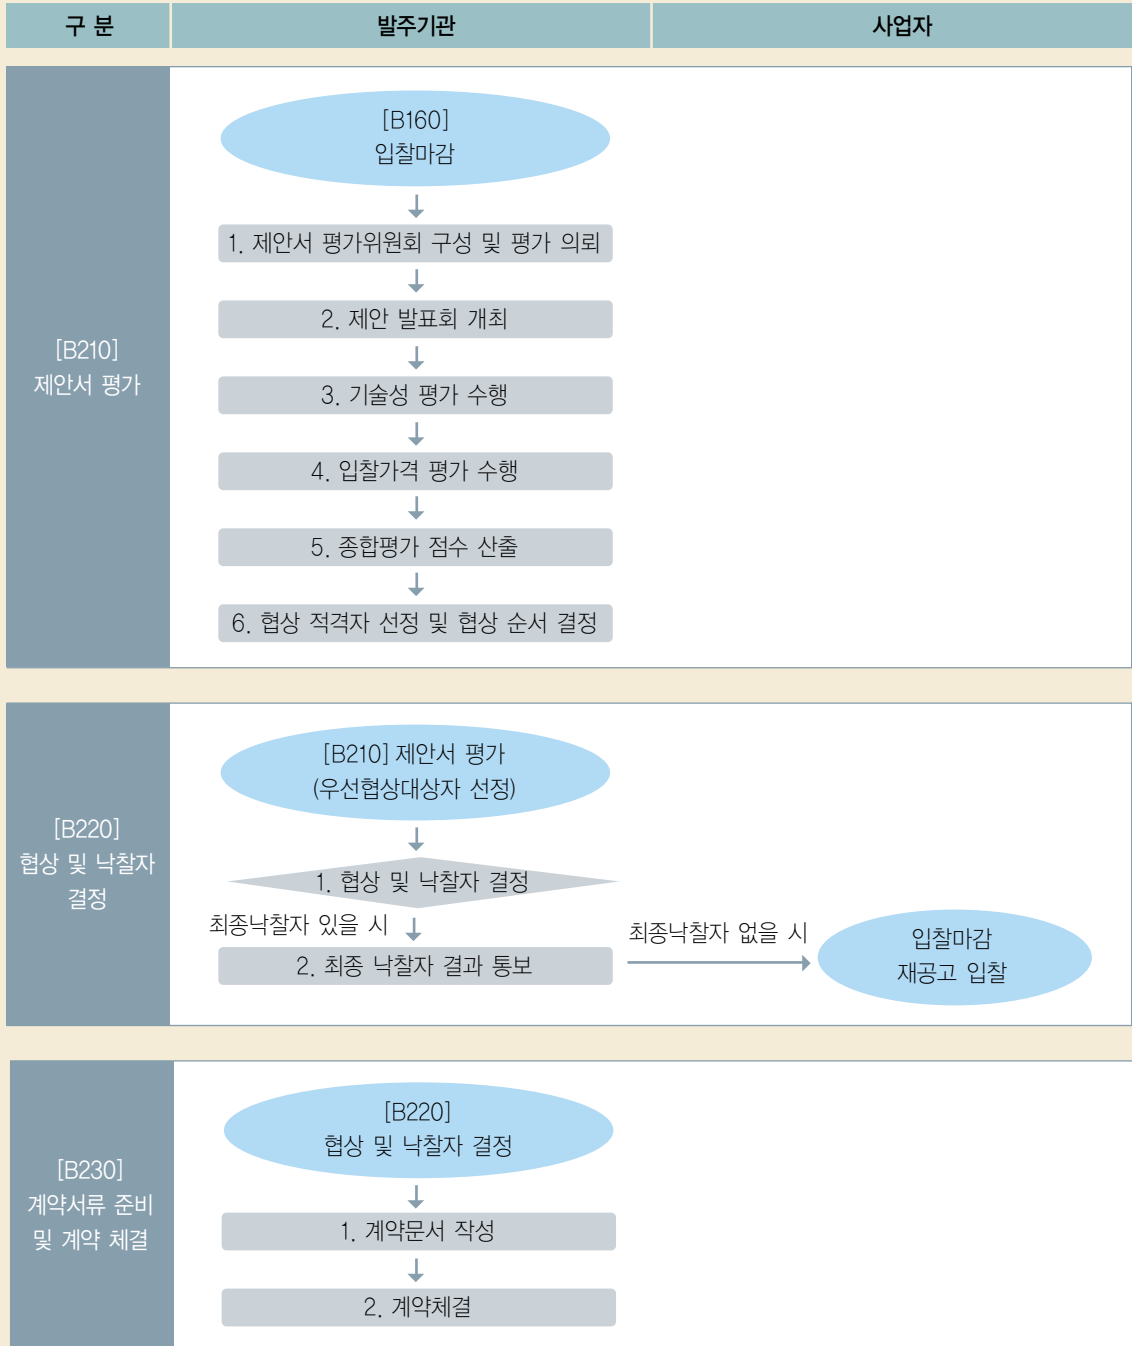 구 분
발주기관
사업자
[B210]
제안서 평가
[B160]
입찰마감
1. 제안서 평가위원회 구성 및 평가 의뢰
2. 제안 발표회 개최
3. 기술성 평가 수행
4. 입찰가격 평가 수행
5. 종합평가 점수 산출
6. 협상 적격자 선정 및 협상 순서 결정
[B220]
협상 및 낙찰자
결정
[B210] 제안서 평가
(우선협상대상자 선정)
1. 협상 및 낙찰자 결정
최종낙찰자 있을 시
2. 최종 낙찰자 결과 통보
최종낙찰자 없을 시
입찰마감
재공고 입찰
[B230]
계약서류 준비
및 계약 체결
[B220]
협상 및 낙찰자 결정
1. 계약문서 작성
2. 계약체결